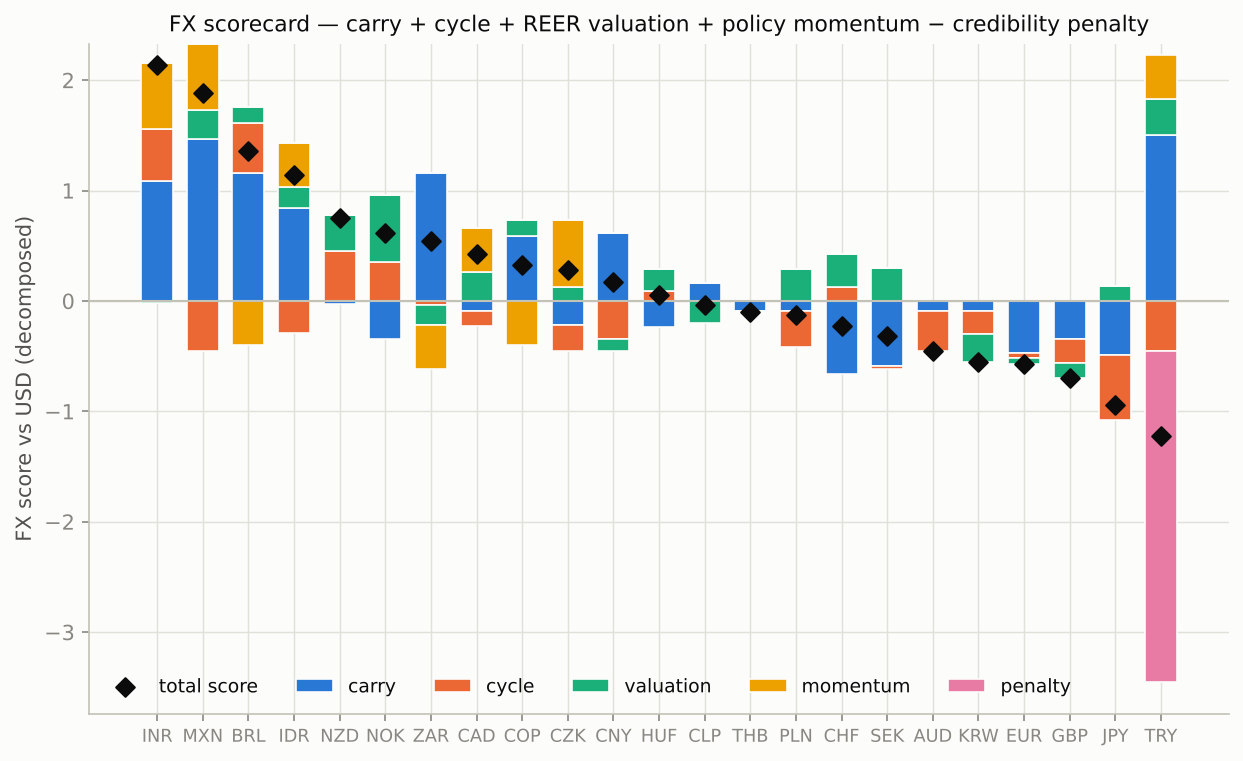 FX scorecard — carry + cycle + REER valuation + policy momentum − credibility penalty
FX score vs USD (decomposed)
2
1
0
−1
−2
−3
total score carry cycle valuation momentum penalty
INR MXN BRL IDR NZD NOK ZAR CAD COP CZK CNY HUF CLP THB PLN CHF SEK AUD KRW EUR GBP JPY TRY